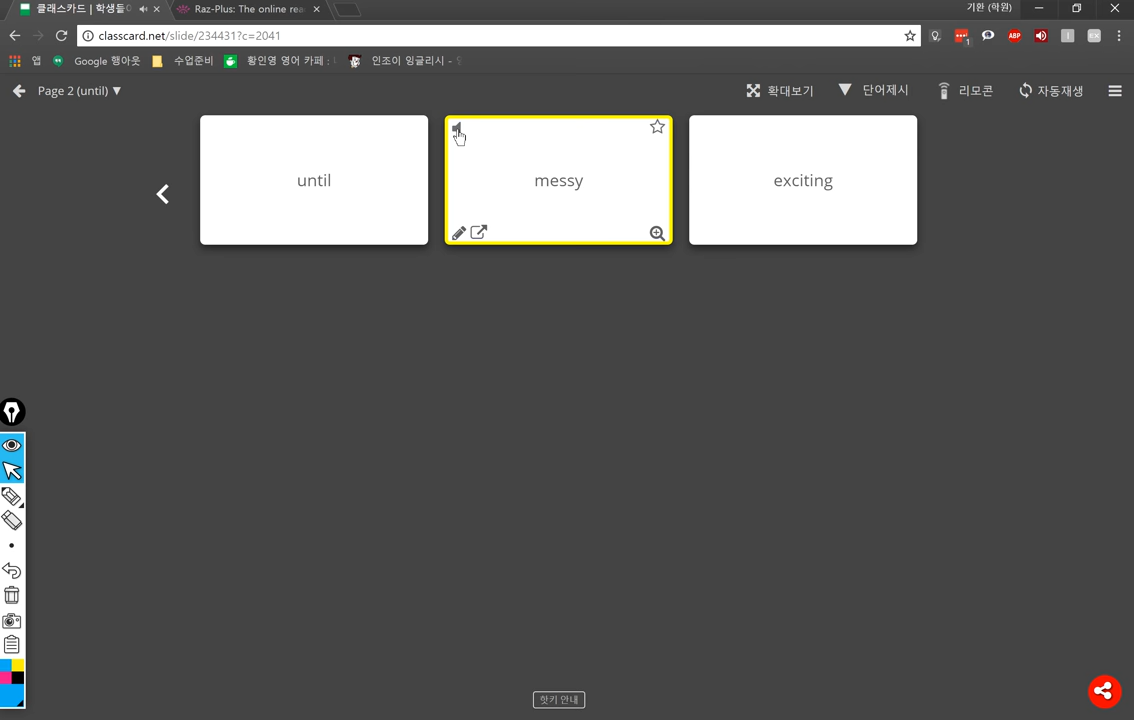 클래스카드 | 학생들이
Raz-Plus: The online rea
기환 (학원)
classcard.net/slide/234431?c=2041
ABP
1
앱
Google 행아웃
수업준비
황인영 영어 카페 :
인조이 잉글리시 -
Page 2 (until) ▼
확대보기
단어제시
리모콘
자동재생
until
messy
exciting
핫키 안내